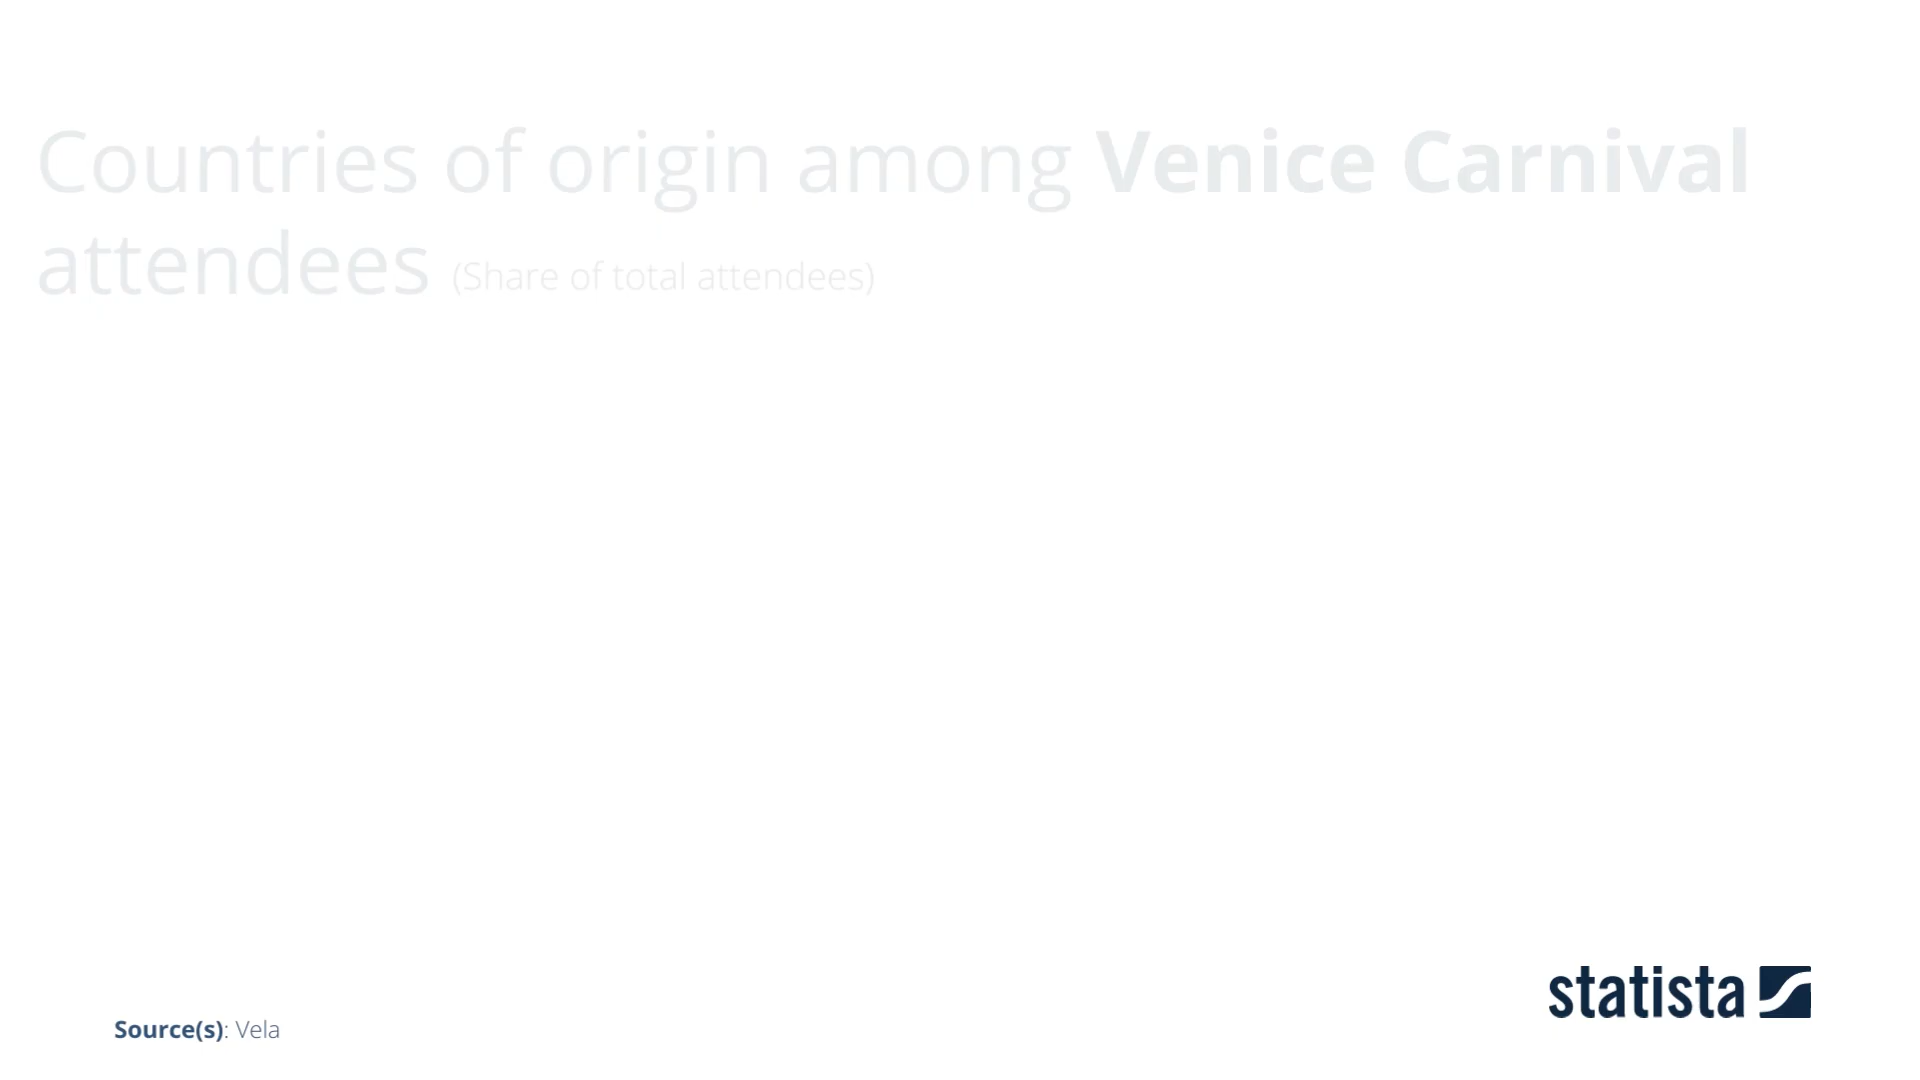 Countries of origin among Venice Carnival
attendees (Share of total attendees)
statista
Source(s): Vela